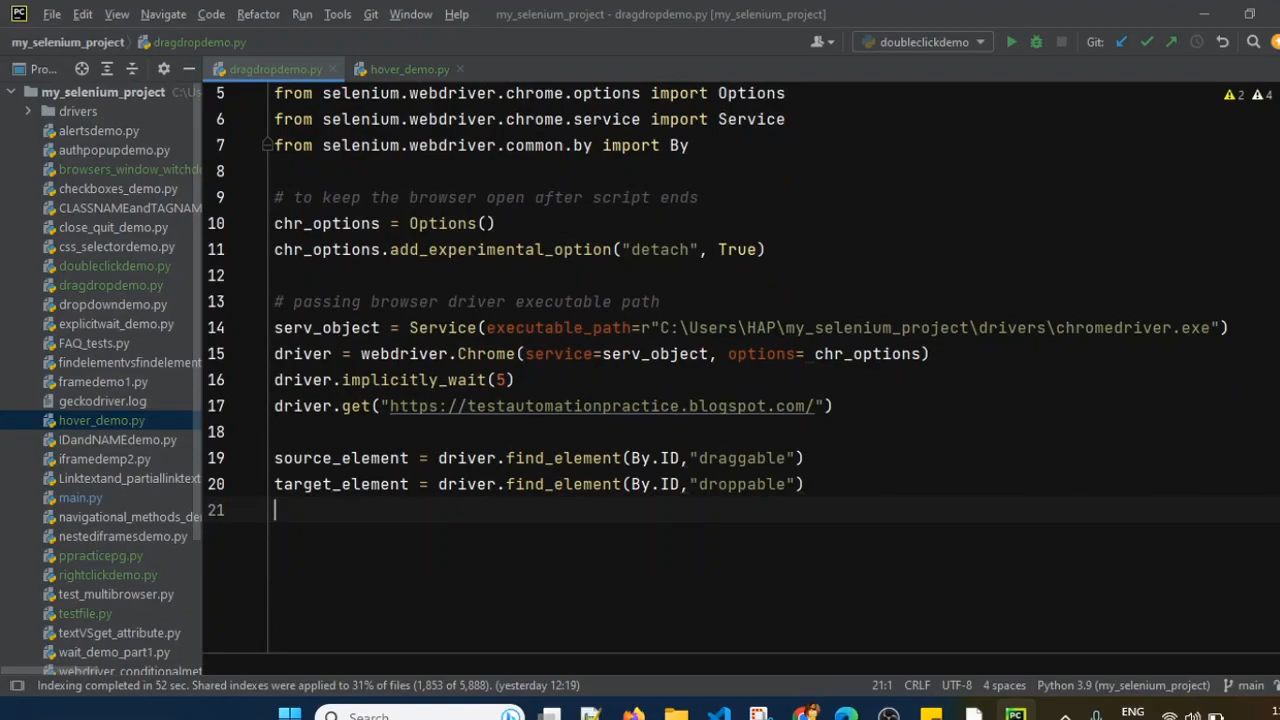 PC File Edit View Navigate Code Refactor Run Tools Git Window Help my_selenium_project - dragdropdemo.py [my_selenium_project]
my_selenium_project dragdropdemo.py doubleclickdemo Git:
Pro... dragdropdemo.py hover_demo.py
my_selenium_project C:\Us
drivers
alertsdemo.py
authpopupdemo.py
browsers_window_witchd
checkboxes_demo.py
CLASSNAMEandTAGNAM
close_quit_demo.py
css_selectordemo.py
doubleclickdemo.py
dragdropdemo.py
dropdowndemo.py
explicitwait_demo.py
FAQ_tests.py
findelementvsfindelement
framedemo1.py
geckodriver.log
hover_demo.py
IDandNAMEdemo.py
iframedemp2.py
Linktextand_partiallinktext
main.py
navigational_methods_de
nestediframesdemo.py
ppracticepg.py
rightclickdemo.py
test_multibrowser.py
testfile.py
textVSget_attribute.py
wait_demo_part1.py
webdriver_conditionalmet
5 from selenium.webdriver.chrome.options import Options
2 4
6 from selenium.webdriver.chrome.service import Service
7 from selenium.webdriver.common.by import By
8
9 # to keep the browser open after script ends
10 chr_options = Options()
11 chr_options.add_experimental_option("detach", True)
12
13 # passing browser driver executable path
14 serv_object = Service(executable_path=r"C:\Users\HAP\my_selenium_project\drivers\chromedriver.exe")
15 driver = webdriver.Chrome(service=serv_object, options= chr_options)
16 driver.implicitly_wait(5)
17 driver.get("https://testautomationpractice.blogspot.com/")
18
19 source_element = driver.find_element(By.ID,"draggable")
20 target_element = driver.find_element(By.ID,"droppable")
21
Indexing completed in 52 sec. Shared indexes were applied to 31% of files (1,853 of 5,888). (yesterday 12:19) 21:1 CRLF UTF-8 4 spaces Python 3.9 (my_selenium_project) main
Search PC ENG